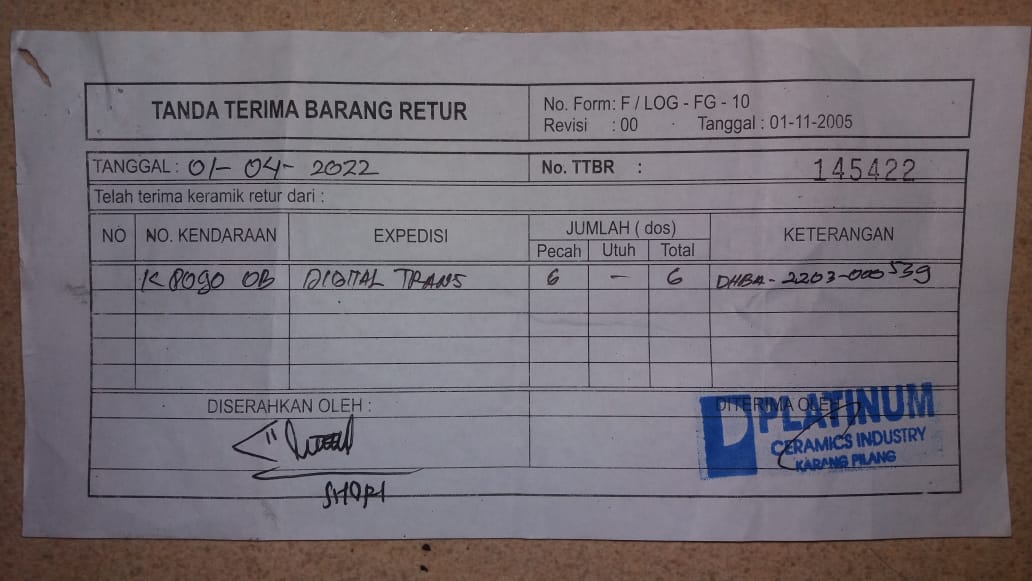 TANDA TERIMA BARANG RETUR
No. Form: F / LOG - FG - 10
Revisi : 00 Tanggal : 01-11-2005
TANGGAL : 01-04-2022 No. TTBR : 145422
Telah terima keramik retur dari :
NO NO. KENDARAAN EXPEDISI JUMLAH ( dos) KETERANGAN
Pecah Utuh Total
K 8090 OB DIGITAL TRANS 6 - 6 DHBA-2203-000539
DISERAHKAN OLEH : DITERIMA OLEH
PLATINUM
CERAMICS INDUSTRY
KARANG PILANG